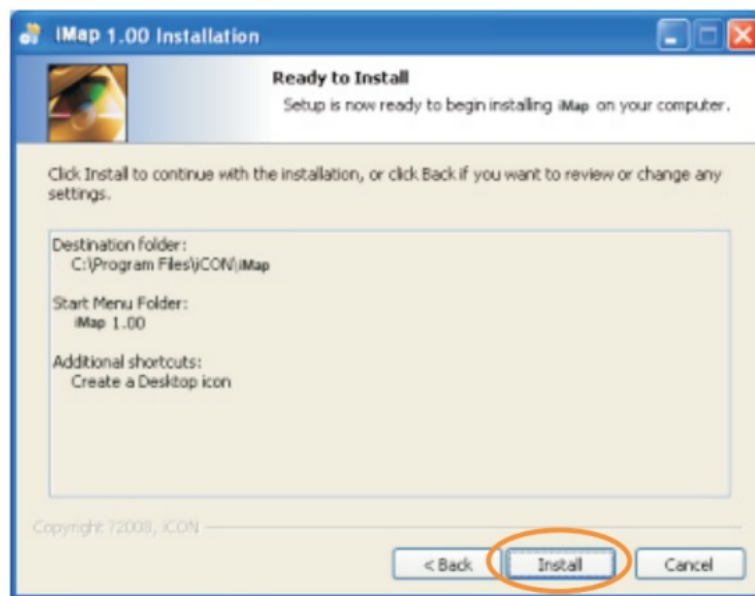 iMap 1.00 Installation
Ready to Install
Setup is now ready to begin installing iMap on your computer.
Click Install to continue with the installation, or click Back if you want to review or change any
settings.
Destination folder:
C:\Program Files\iCON\iMap
Start Menu Folder:
iMap 1.00
Additional shortcuts:
Create a Desktop icon
Copyright ?2008, iCON
< Back
Install
Cancel